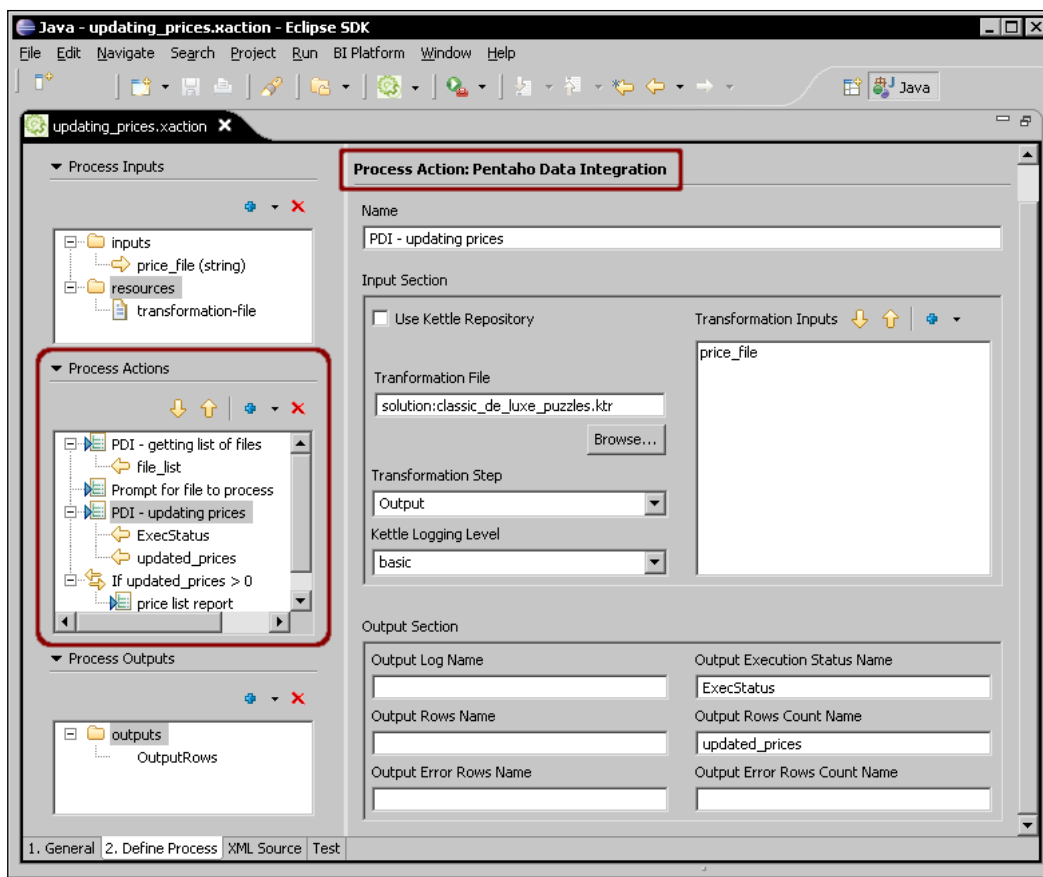 Java - updating_prices.xaction - Eclipse SDK
File Edit Navigate Search Project Run BI Platform Window Help
Java
updating_prices.xaction
Process Inputs
inputs
price_file (string)
resources
transformation-file
Process Actions
PDI - getting list of files
file_list
Prompt for file to process
PDI - updating prices
ExecStatus
updated_prices
If updated_prices > 0
price list report
Process Outputs
outputs
OutputRows
Process Action: Pentaho Data Integration
Name
PDI - updating prices
Input Section
Use Kettle Repository
Transformation Inputs
price_file
Tranformation File
solution:classic_de_luxe_puzzles.ktr
Browse...
Transformation Step
Output
Kettle Logging Level
basic
Output Section
Output Log Name
Output Execution Status Name
ExecStatus
Output Rows Name
Output Rows Count Name
updated_prices
Output Error Rows Name
Output Error Rows Count Name
1. General 2. Define Process XML Source Test